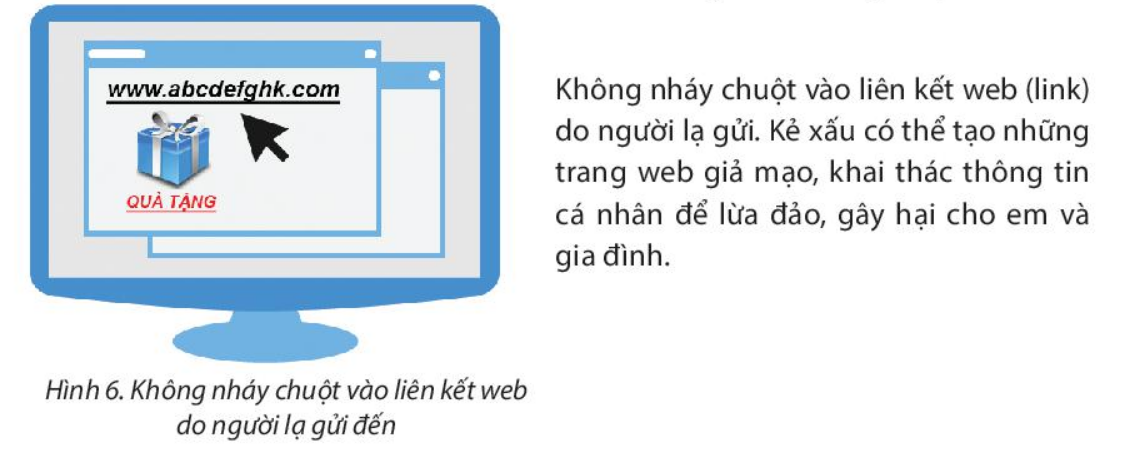 www.abcdefghk.com
QUÀ TẶNG
Hình 6. Không nháy chuột vào liên kết web
do người lạ gửi đến
Không nháy chuột vào liên kết web (link)
do người lạ gửi. Kẻ xấu có thể tạo những
trang web giả mạo, khai thác thông tin
cá nhân để lừa đảo, gây hại cho em và
gia đình.